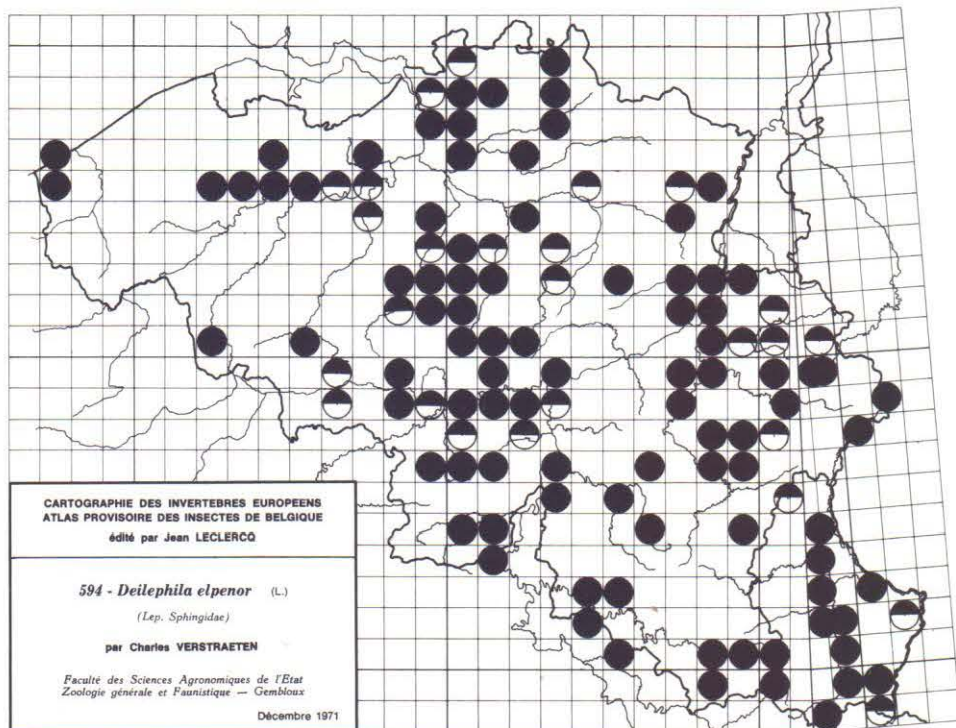 CARTOGRAPHIE DES INVERTEBRES EUROPEENS
ATLAS PROVISOIRE DES INSECTES DE BELGIQUE
édité par Jean LECLERCQ
594 - Deilephila elpenor (L.)
(Lep. Sphingidae)
par Charles VERSTRAETEN
Faculté des Sciences Agronomiques de l'Etat
Zoologie générale et Faunistique — Gembloux
Décembre 1971